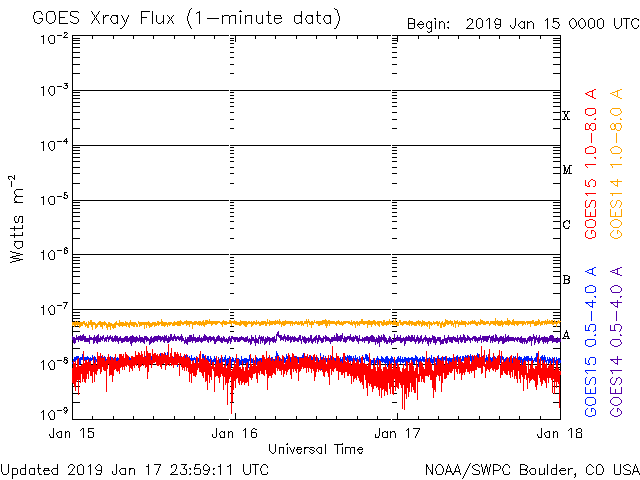 GOES Xray Flux (1-minute data)
Begin: 2019 Jan 15 0000 UTC
10⁻²
10⁻³
10⁻⁴
10⁻⁵
10⁻⁶
10⁻⁷
10⁻⁸
10⁻⁹
Watts m⁻²
X
M
C
B
A
GOES15 1.0-8.0 A
GOES14 1.0-8.0 A
GOES15 0.5-4.0 A
GOES14 0.5-4.0 A
Jan 15 Jan 16 Jan 17 Jan 18
Universal Time
Updated 2019 Jan 17 23:59:11 UTC
NOAA/SWPC Boulder, CO USA